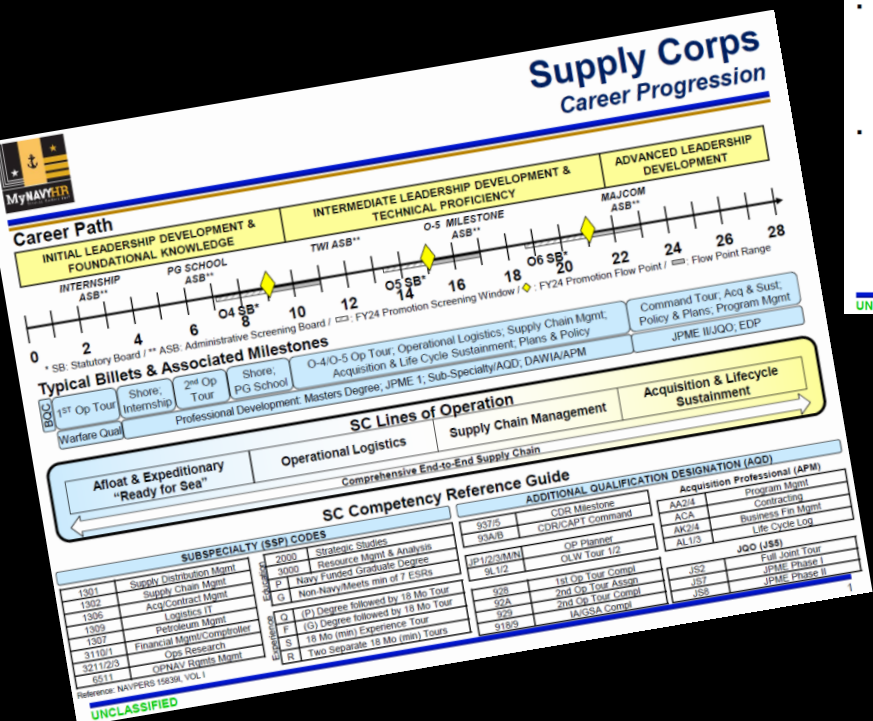 Supply Corps
Career Progression
MyNAVYHR
Career Path
INITIAL LEADERSHIP DEVELOPMENT &
FOUNDATIONAL KNOWLEDGE
INTERMEDIATE LEADERSHIP DEVELOPMENT &
TECHNICAL PROFICIENCY
ADVANCED LEADERSHIP
DEVELOPMENT
INTERNSHIP
ASB**
PG SCHOOL
ASB**
TWI ASB**
O-5 MILESTONE
ASB**
MAJCOM
ASB**
O4 SB*
O5 SB*
O6 SB*
0 2 4 6 8 10 12 14 16 18 20 22 24 26 28
* SB: Statutory Board / ** ASB: Administrative Screening Board / : FY24 Promotion Screening Window / : FY24 Promotion Flow Point / : Flow Point Range
Typical Billets & Associated Milestones
BQC
1ST Op Tour
Shore;
Internship
2nd Op
Tour
Shore;
PG School
O-4/O-5 Op Tour; Operational Logistics; Supply Chain Mgmt;
Acquisition & Life Cycle Sustainment; Plans & Policy
Command Tour; Acq & Sust;
Policy & Plans; Program Mgmt
Warfare Qual
Professional Development: Masters Degree; JPME 1; Sub-Specialty/AQD; DAWIA/APM
JPME II/JQO; EDP
SC Lines of Operation
Afloat & Expeditionary
“Ready for Sea”
Operational Logistics
Supply Chain Management
Acquisition & Lifecycle
Sustainment
Comprehensive End-to-End Supply Chain
SC Competency Reference Guide
SUBSPECIALTY (SSP) CODES
1301 Supply Distribution Mgmt
1302 Supply Chain Mgmt
1306 Acq/Contract Mgmt
1309 Logistics IT
1307 Petroleum Mgmt
3110/1 Financial Mgmt/Comptroller
3211/2/3 Ops Research
6511 OPNAV Rqmts Mgmt
Education
2000 Strategic Studies
3000 Resource Mgmt & Analysis
P Navy Funded Graduate Degree
G Non-Navy/Meets min of 7 ESRs
Experience
Q (P) Degree followed by 18 Mo Tour
F (G) Degree followed by 18 Mo Tour
S 18 Mo (min) Experience Tour
R Two Separate 18 Mo (min) Tours
ADDITIONAL QUALIFICATION DESIGNATION (AQD)
937/5 CDR Milestone
93A/B CDR/CAPT Command
JP1/2/3/M/N OP Planner
9L1/2 OLW Tour 1/2
928 1st Op Tour Compl
92A 2nd Op Tour Assgn
929 2nd Op Tour Compl
918/9 IA/GSA Compl
Acquisition Professional (APM)
AA2/4 Program Mgmt
ACA Contracting
AK2/4 Business Fin Mgmt
AL1/3 Life Cycle Log
JQO (JS5)
JS2 Full Joint Tour
JS7 JPME Phase I
JS8 JPME Phase II
Reference: NAVPERS 15839I, VOL I
1
UNCLASSIFIED
UN